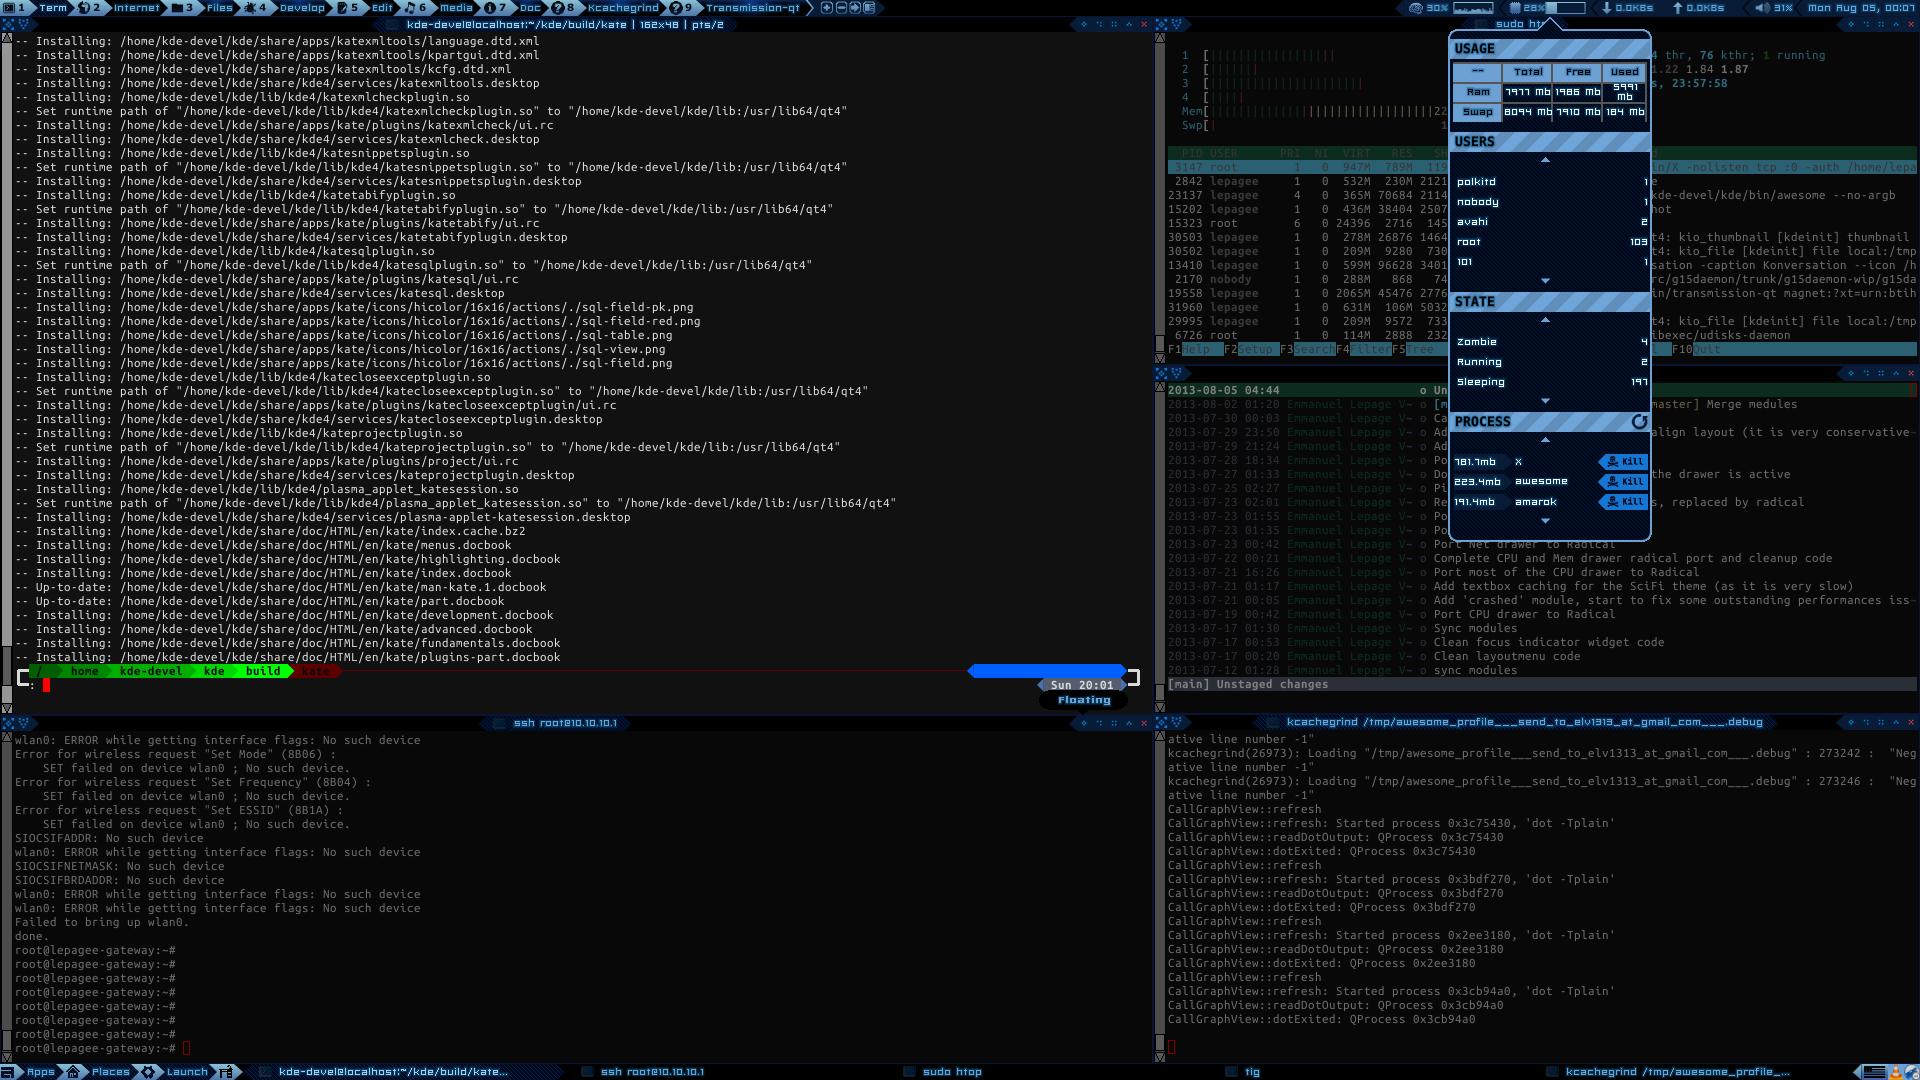 1 Term 2 Internet 3 Files 4 Develop 5 Edit 6 Media 7 Doc 8 Kcachegrind 9 Transmission-qt
30% 28% 0.0KBs 0.0KBs 31% Mon Aug 05, 00:01
kde-devel@localhost:~/kde/build/kate | 162x48 | pts/2
-- Installing: /home/kde-devel/kde/share/apps/katexmltools/language.dtd.xml
-- Installing: /home/kde-devel/kde/share/apps/katexmltools/kpartgui.dtd.xml
-- Installing: /home/kde-devel/kde/share/apps/katexmltools/kcfg.dtd.xml
-- Installing: /home/kde-devel/kde/share/kde4/services/katexmltools.desktop
-- Installing: /home/kde-devel/kde/lib/kde4/katexmlcheckplugin.so
-- Set runtime path of "/home/kde-devel/kde/lib/kde4/katexmlcheckplugin.so" to "/home/kde-devel/kde/lib:/usr/lib64/qt4"
-- Installing: /home/kde-devel/kde/share/apps/kate/plugins/katexmlcheck/ui.rc
-- Installing: /home/kde-devel/kde/share/kde4/services/katexmlcheck.desktop
-- Installing: /home/kde-devel/kde/lib/kde4/katesnippetsplugin.so
-- Set runtime path of "/home/kde-devel/kde/lib/kde4/katesnippetsplugin.so" to "/home/kde-devel/kde/lib:/usr/lib64/qt4"
-- Installing: /home/kde-devel/kde/share/kde4/services/katesnippetsplugin.desktop
-- Installing: /home/kde-devel/kde/lib/kde4/katetabifyplugin.so
-- Set runtime path of "/home/kde-devel/kde/lib/kde4/katetabifyplugin.so" to "/home/kde-devel/kde/lib:/usr/lib64/qt4"
-- Installing: /home/kde-devel/kde/share/apps/kate/plugins/katetabify/ui.rc
-- Installing: /home/kde-devel/kde/share/kde4/services/katetabifyplugin.desktop
-- Installing: /home/kde-devel/kde/lib/kde4/katesqlplugin.so
-- Set runtime path of "/home/kde-devel/kde/lib/kde4/katesqlplugin.so" to "/home/kde-devel/kde/lib:/usr/lib64/qt4"
-- Installing: /home/kde-devel/kde/share/apps/kate/plugins/katesql/ui.rc
-- Installing: /home/kde-devel/kde/share/kde4/services/katesql.desktop
-- Installing: /home/kde-devel/kde/share/apps/kate/icons/hicolor/16x16/actions/./sql-field-pk.png
-- Installing: /home/kde-devel/kde/share/apps/kate/icons/hicolor/16x16/actions/./sql-field-red.png
-- Installing: /home/kde-devel/kde/share/apps/kate/icons/hicolor/16x16/actions/./sql-table.png
-- Installing: /home/kde-devel/kde/share/apps/kate/icons/hicolor/16x16/actions/./sql-view.png
-- Installing: /home/kde-devel/kde/share/apps/kate/icons/hicolor/16x16/actions/./sql-field.png
-- Installing: /home/kde-devel/kde/lib/kde4/katecloseexceptplugin.so
-- Set runtime path of "/home/kde-devel/kde/lib/kde4/katecloseexceptplugin.so" to "/home/kde-devel/kde/lib:/usr/lib64/qt4"
-- Installing: /home/kde-devel/kde/share/apps/kate/plugins/katecloseexceptplugin/ui.rc
-- Installing: /home/kde-devel/kde/share/kde4/services/katecloseexceptplugin.desktop
-- Installing: /home/kde-devel/kde/lib/kde4/kateprojectplugin.so
-- Set runtime path of "/home/kde-devel/kde/lib/kde4/kateprojectplugin.so" to "/home/kde-devel/kde/lib:/usr/lib64/qt4"
-- Installing: /home/kde-devel/kde/share/apps/kate/plugins/project/ui.rc
-- Installing: /home/kde-devel/kde/share/kde4/services/kateprojectplugin.desktop
-- Installing: /home/kde-devel/kde/lib/kde4/plasma_applet_katesession.so
-- Set runtime path of "/home/kde-devel/kde/lib/kde4/plasma_applet_katesession.so" to "/home/kde-devel/kde/lib:/usr/lib64/qt4"
-- Installing: /home/kde-devel/kde/share/kde4/services/plasma-applet-katesession.desktop
-- Installing: /home/kde-devel/kde/share/doc/HTML/en/kate/index.cache.bz2
-- Installing: /home/kde-devel/kde/share/doc/HTML/en/kate/menus.docbook
-- Installing: /home/kde-devel/kde/share/doc/HTML/en/kate/highlighting.docbook
-- Installing: /home/kde-devel/kde/share/doc/HTML/en/kate/index.docbook
-- Up-to-date: /home/kde-devel/kde/share/doc/HTML/en/kate/man-kate.1.docbook
-- Up-to-date: /home/kde-devel/kde/share/doc/HTML/en/kate/part.docbook
-- Installing: /home/kde-devel/kde/share/doc/HTML/en/kate/development.docbook
-- Installing: /home/kde-devel/kde/share/doc/HTML/en/kate/advanced.docbook
-- Installing: /home/kde-devel/kde/share/doc/HTML/en/kate/fundamentals.docbook
-- Installing: /home/kde-devel/kde/share/doc/HTML/en/kate/plugins-part.docbook
/ home kde-devel kde build kate
:
Sun 20:01
Floating
sudo ht
1 [
2 [
3 [
4 [
Mem[ 22
Swp[ 1
4 thr, 76 kthr; 1 running
1.22 1.84 1.87
s, 23:57:58
PID USER PRI NI VIRT RES SH
3147 root 1 0 947M 789M 119 in/X -nolisten tcp :0 -auth /home/lepa
2842 lepagee 1 0 532M 230M 2121 e
23137 lepagee 4 0 365M 70684 2114 -devel/kde/bin/awesome --no-argb
15202 lepagee 1 0 436M 38404 2507 hot
15323 root 6 0 24396 2716 145
30503 lepagee 1 0 278M 26876 1464 t4: kio_thumbnail [kdeinit] thumbnail
30502 lepagee 1 0 209M 9280 730 t4: kio_file [kdeinit] file local:/tmp
13410 lepagee 1 0 599M 96628 3401 sation -caption Konversation --icon /h
2170 nobody 1 0 288M 868 74 rc/g15daemon/trunk/g15daemon-wip/g15da
19558 lepagee 1 0 2065M 45476 2776 in/transmission-qt magnet:?xt=urn:btih
31960 lepagee 1 0 631M 106M 5032
29995 lepagee 1 0 209M 9572 733 t4: kio_file [kdeinit] file local:/tmp
6726 root 1 0 114M 2888 232 ibexec/udisks-daemon
F1Help F2Setup F3Search F4Filter F5Tree F10Quit
USAGE
-- Total Free Used
Ram 7977 Mb 1986 Mb 5991 Mb
Swap 8094 Mb 7910 Mb 184 Mb
USERS
polkitd 1
nobody 1
avahi 2
root 103
101 1
STATE
Zombie 4
Running 2
Sleeping 197
PROCESS
781.7mb X Kill
223.4mb awesome Kill
191.4mb amarok Kill
2013-08-05 04:44 o Un
2013-08-02 01:20 Emmanuel Lepage V~ o [m master] Merge medules
2013-07-30 00:03 Emmanuel Lepage V~ o Ca
2013-07-29 23:50 Emmanuel Lepage V~ o Ad align layout (it is very conservative~
2013-07-29 21:24 Emmanuel Lepage V~ o Ad
2013-07-28 18:34 Emmanuel Lepage V~ o Po
2013-07-27 01:33 Emmanuel Lepage V~ o Do the drawer is active
2013-07-25 02:27 Emmanuel Lepage V~ o Pi
2013-07-23 02:01 Emmanuel Lepage V~ o Re s, replaced by radical
2013-07-23 01:55 Emmanuel Lepage V~ o Po
2013-07-23 01:13 Emmanuel Lepage V~ o Po
2013-07-23 00:42 Emmanuel Lepage V~ o Port Net drawer to Radical
2013-07-22 00:21 Emmanuel Lepage V~ o Complete CPU and Mem drawer radical port and cleanup code
2013-07-21 16:26 Emmanuel Lepage V~ o Port most of the CPU drawer to Radical
2013-07-21 01:17 Emmanuel Lepage V~ o Add textbox caching for the SciFi theme (as it is very slow)
2013-07-21 00:05 Emmanuel Lepage V~ o Add 'crashed' module, start to fix some outstanding performances iss~
2013-07-19 00:42 Emmanuel Lepage V~ o Port CPU drawer to Radical
2013-07-17 01:30 Emmanuel Lepage V~ o Sync modules
2013-07-17 00:53 Emmanuel Lepage V~ o Clean focus indicator widget code
2013-07-17 00:20 Emmanuel Lepage V~ o Clean layoutmenu code
2013-07-12 01:28 Emmanuel Lepage V~ o sync modules
[main] Unstaged changes
ssh root@10.10.10.1
wlan0: ERROR while getting interface flags: No such device
Error for wireless request "Set Mode" (8B06) :
SET failed on device wlan0 ; No such device.
Error for wireless request "Set Frequency" (8B04) :
SET failed on device wlan0 ; No such device.
Error for wireless request "Set ESSID" (8B1A) :
SET failed on device wlan0 ; No such device.
SIOCSIFADDR: No such device
wlan0: ERROR while getting interface flags: No such device
SIOCSIFNETMASK: No such device
SIOCSIFBRDADDR: No such device
wlan0: ERROR while getting interface flags: No such device
wlan0: ERROR while getting interface flags: No such device
Failed to bring up wlan0.
done.
root@lepagee-gateway:~#
root@lepagee-gateway:~#
root@lepagee-gateway:~#
root@lepagee-gateway:~#
root@lepagee-gateway:~#
root@lepagee-gateway:~#
root@lepagee-gateway:~#
root@lepagee-gateway:~#
kcachegrind /tmp/awesome_profile___send_to_elv1313_at_gmail_com___.debug
ative line number -1"
kcachegrind(26973): Loading "/tmp/awesome_profile___send_to_elv1313_at_gmail_com___.debug" : 273242 : "Neg
ative line number -1"
kcachegrind(26973): Loading "/tmp/awesome_profile___send_to_elv1313_at_gmail_com___.debug" : 273246 : "Neg
ative line number -1"
CallGraphView::refresh
CallGraphView::refresh: Started process 0x3c75430, 'dot -Tplain'
CallGraphView::readDotOutput: QProcess 0x3c75430
CallGraphView::dotExited: QProcess 0x3c75430
CallGraphView::refresh
CallGraphView::refresh: Started process 0x3bdf270, 'dot -Tplain'
CallGraphView::readDotOutput: QProcess 0x3bdf270
CallGraphView::dotExited: QProcess 0x3bdf270
CallGraphView::refresh
CallGraphView::refresh: Started process 0x2ee3180, 'dot -Tplain'
CallGraphView::readDotOutput: QProcess 0x2ee3180
CallGraphView::dotExited: QProcess 0x2ee3180
CallGraphView::refresh
CallGraphView::refresh: Started process 0x3cb94a0, 'dot -Tplain'
CallGraphView::readDotOutput: QProcess 0x3cb94a0
CallGraphView::dotExited: QProcess 0x3cb94a0
Apps Places Launch kde-devel@localhost:~/kde/build/kate... ssh root@10.10.10.1 sudo htop tig kcachegrind /tmp/awesome_profile_...